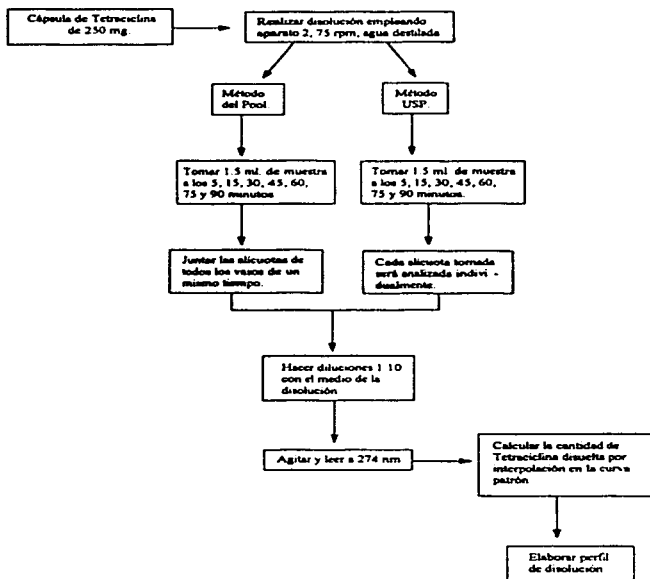 Cápsula de Tetraciclina
de 250 mg.
Realizar disolución empleando
aparato 2, 75 rpm, agua destilada
Método
del Pool.
Método
USP.
Tomar 1.5 ml. de muestra
a los 5, 15, 30, 45, 60,
75 y 90 minutos
Tomar 1.5 ml. de muestra
a los 5, 15, 30, 45, 60,
75 y 90 minutos.
Juntar las alícuotas de
todos los vasos de un
mismo tiempo.
Cada alícuota tomada
será analizada indivi -
dualmente.
Hacer diluciones 1 10
con el medio de la
disolución
Agitar y leer a 274 nm
Calcular la cantidad de
Tetraciclina disuelta por
interpolación en la curva
patrón
Elaborar perfil
de disolución